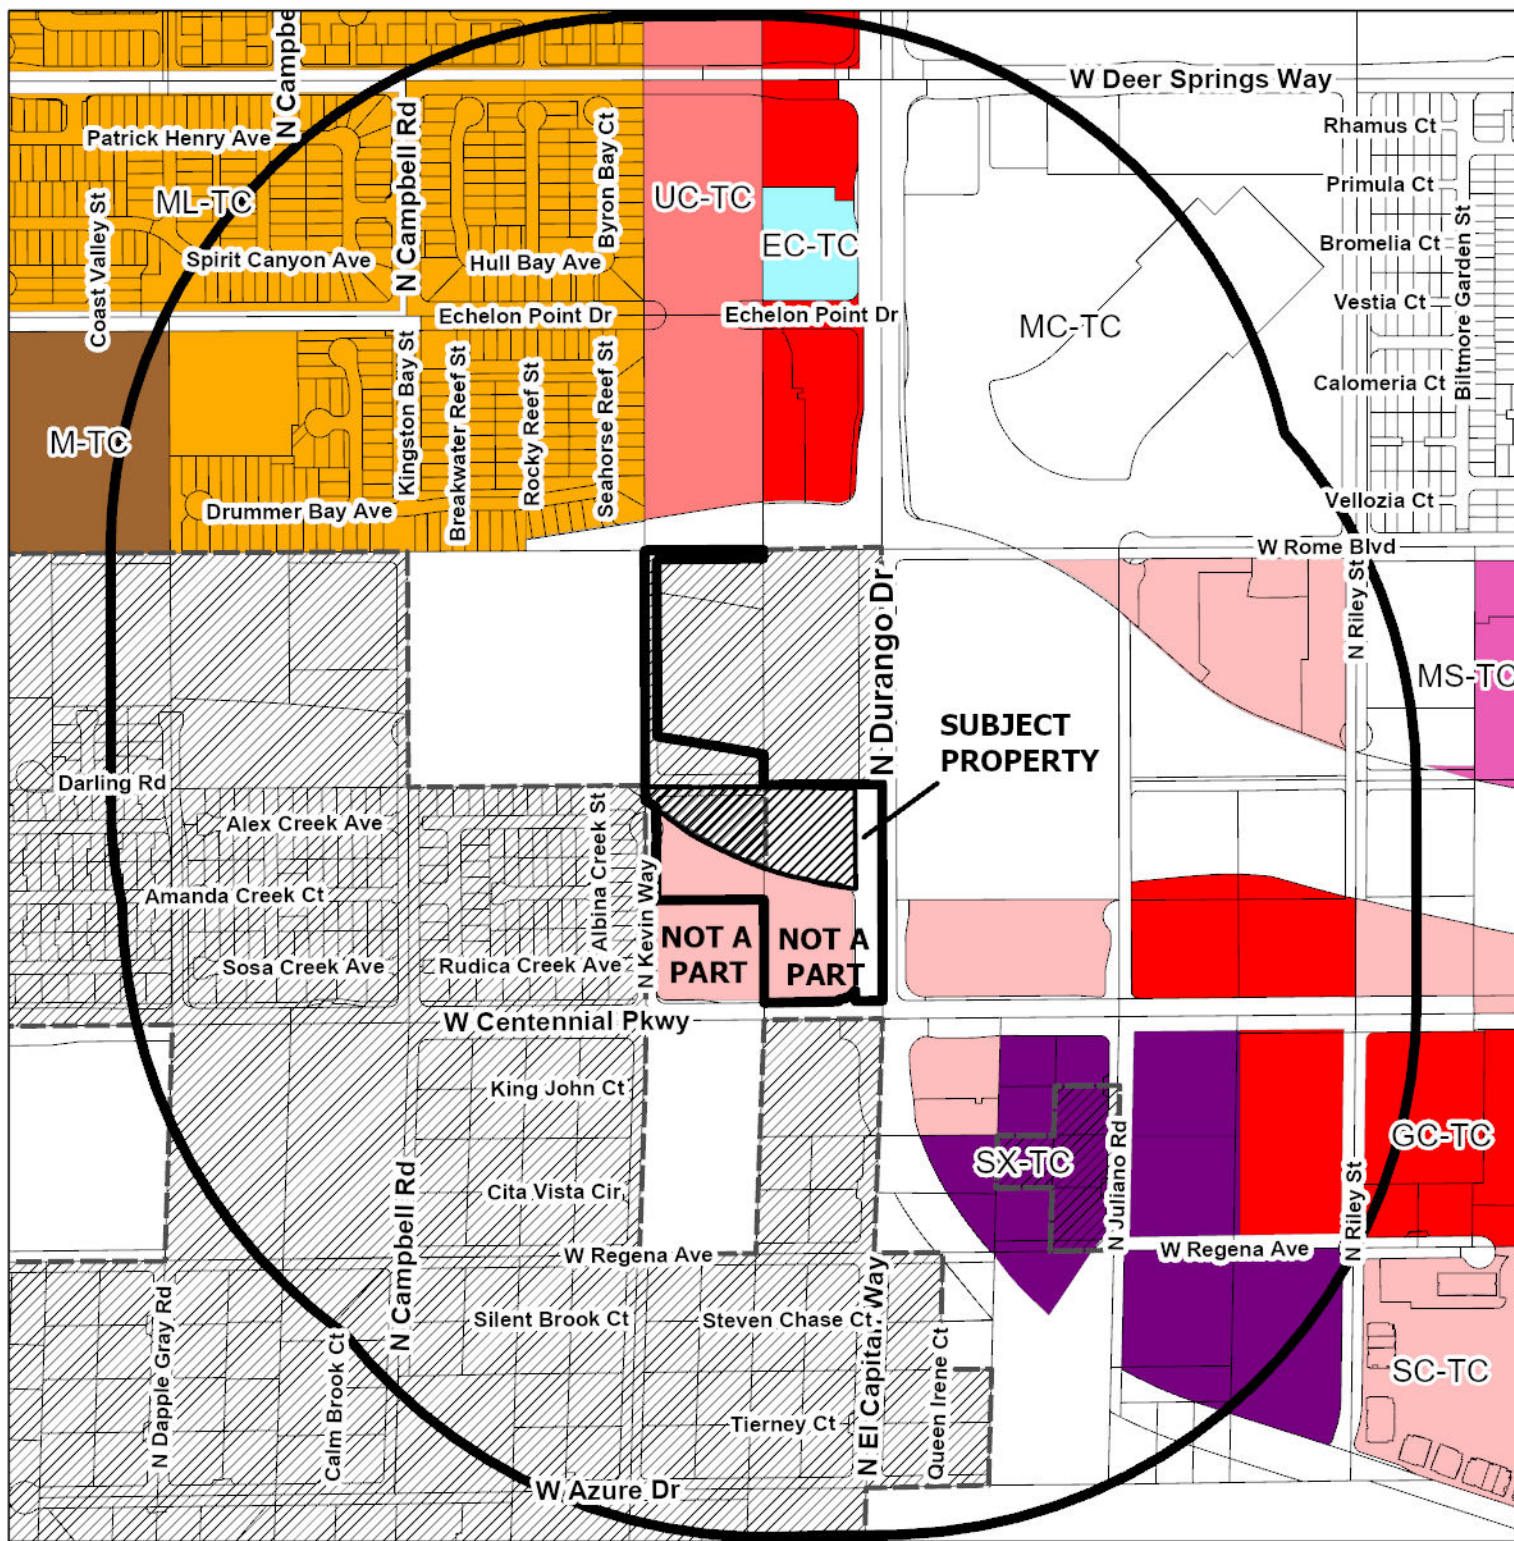 N Campbe
W Deer Springs Way
Patrick Henry Ave
N Campbell Rd
Byron Bay Ct
Rhamus Ct
Primula Ct
ML-TC
UC-TC
Coast Valley St
EC-TC
Spirit Canyon Ave
Hull Bay Ave
Bromelia Ct
Biltmore Garden St
Echelon Point Dr
Echelon Point Dr
MC-TC
Vestia Ct
Kingston Bay St
Breakwater Reef St
Rocky Reef St
Seahorse Reef St
Calomeria Ct
M-TC
Drummer Bay Ave
Vellozia Ct
W Rome Blvd
N Riley St
N Durango Dr
MS-TC
SUBJECT
PROPERTY
Darling Rd
Alex Creek Ave
Albina Creek St
Amanda Creek Ct
N Kevin Way
NOT A
PART
NOT A
PART
Sosa Creek Ave
Rudica Creek Ave
W Centennial Pkwy
King John Ct
N Juliano Rd
GC-TC
SX-TC
Cita Vista Cir
N Campbell Rd
N Riley St
W Regena Ave
W Regena Ave
N Dapple Gray Rd
Calm Brook Ct
Silent Brook Ct
Steven Chase Ct
N El Capitan Way
Queen Irene Ct
SC-TC
Tierney Ct
W Azure Dr